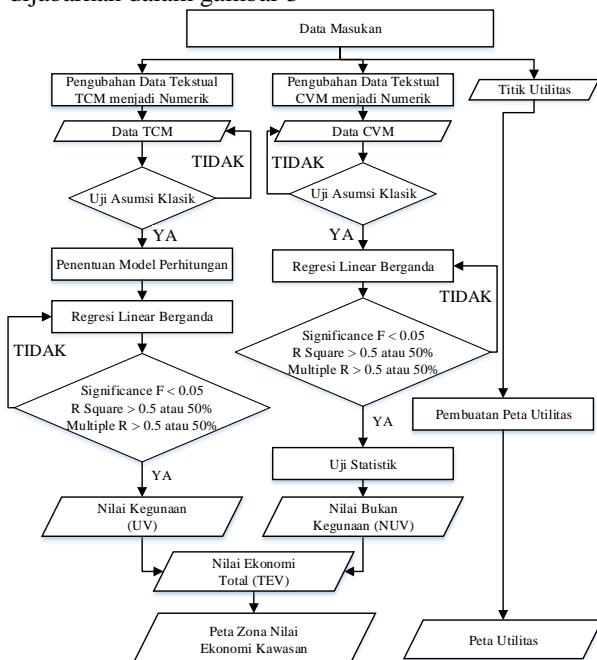 dijabarkan dalam gambar 3
Data Masukan
Pengubahan Data Tekstual
TCM menjadi Numerik
Pengubahan Data Tekstual
CVM menjadi Numerik
Titik Utilitas
Data TCM
Data CVM
TIDAK
TIDAK
Uji Asumsi Klasik
Uji Asumsi Klasik
YA
YA
Penentuan Model Perhitungan
Regresi Linear Berganda
TIDAK
Regresi Linear Berganda
TIDAK
Significance F < 0.05
R Square > 0.5 atau 50%
Multiple R > 0.5 atau 50%
Significance F < 0.05
R Square > 0.5 atau 50%
Multiple R > 0.5 atau 50%
Pembuatan Peta Utilitas
YA
Uji Statistik
YA
Nilai Kegunaan
(UV)
Nilai Bukan
Kegunaan (NUV)
Nilai Ekonomi
Total (TEV)
Peta Zona Nilai
Ekonomi Kawasan
Peta Utilitas